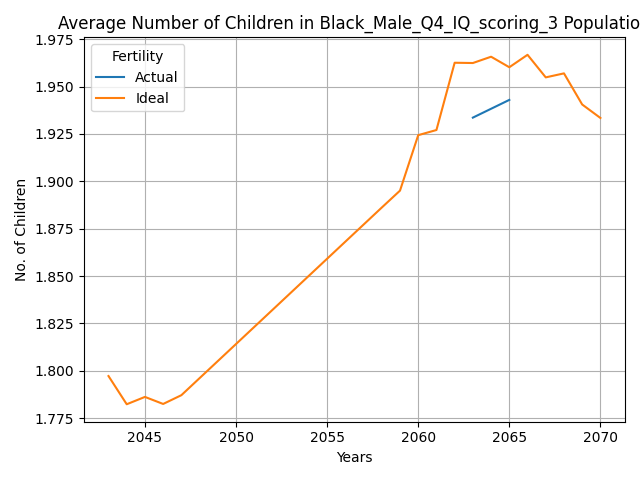 Average Number of Children in Black_Male_Q4_IQ_scoring_3 Populatio
1.975
1.950
1.925
1.900
1.875
1.850
1.825
1.800
1.775
No. of Children
Fertility
Actual
Ideal
2045 2050 2055 2060 2065 2070
Years